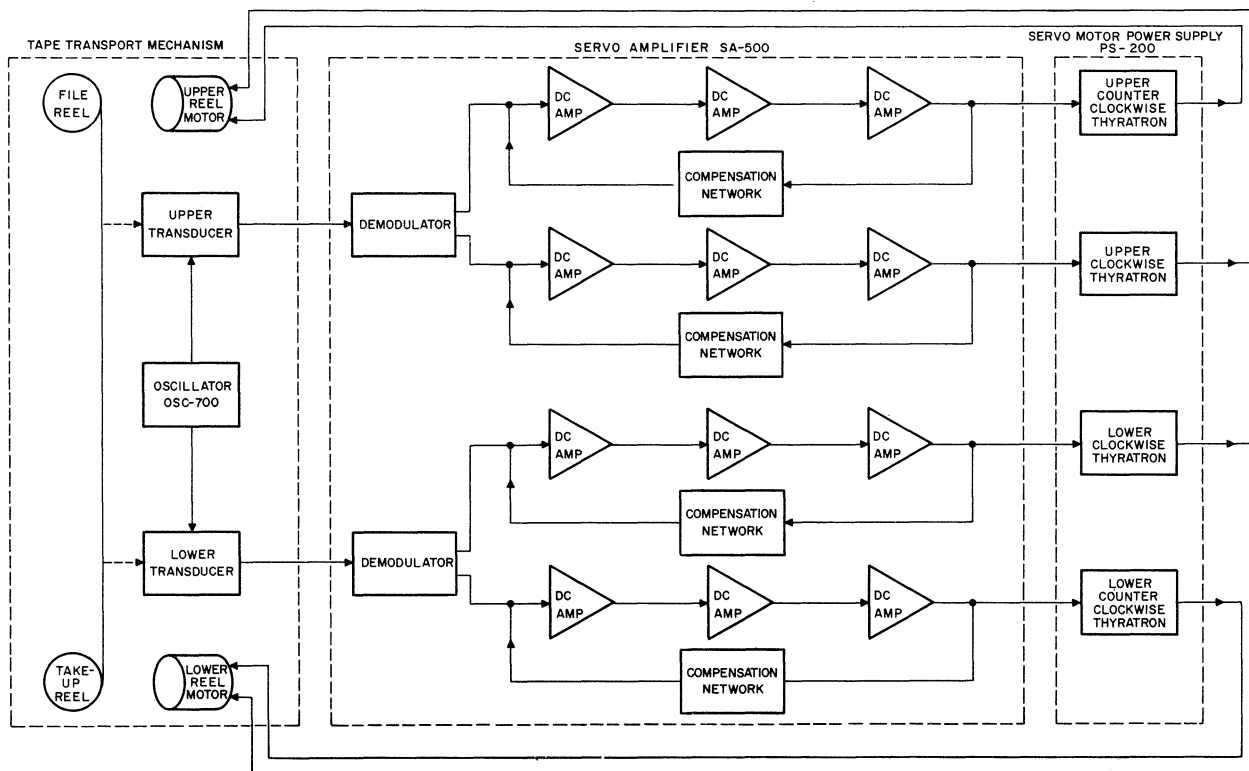 TAPE TRANSPORT MECHANISM
SERVO AMPLIFIER SA-500
SERVO MOTOR POWER SUPPLY
PS-200
FILE
REEL
UPPER
REEL
MOTOR
DC
AMP
DC
AMP
DC
AMP
UPPER
COUNTER
CLOCKWISE
THYRATRON
COMPENSATION
NETWORK
UPPER
TRANSDUCER
DEMODULATOR
DC
AMP
DC
AMP
DC
AMP
UPPER
CLOCKWISE
THYRATRON
COMPENSATION
NETWORK
OSCILLATOR
OSC-700
DC
AMP
DC
AMP
DC
AMP
LOWER
CLOCKWISE
THYRATRON
COMPENSATION
NETWORK
LOWER
TRANSDUCER
DEMODULATOR
DC
AMP
DC
AMP
DC
AMP
LOWER
COUNTER
CLOCKWISE
THYRATRON
COMPENSATION
NETWORK
TAKE-
UP
REEL
LOWER
REEL
MOTOR